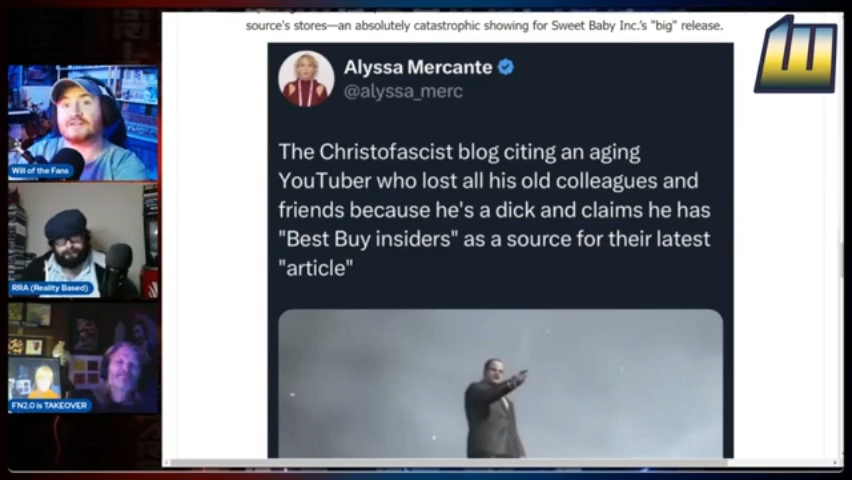 source's stores—an absolutely catastrophic showing for Sweet Baby Inc.'s "big" release.
Alyssa Mercante
@alyssa_merc
The Christofascist blog citing an aging
YouTuber who lost all his old colleagues and
friends because he's a dick and claims he has
"Best Buy insiders" as a source for their latest
"article"
Will of the Fans
RRA (Reality Based)
FN2.0 is TAKEOVER